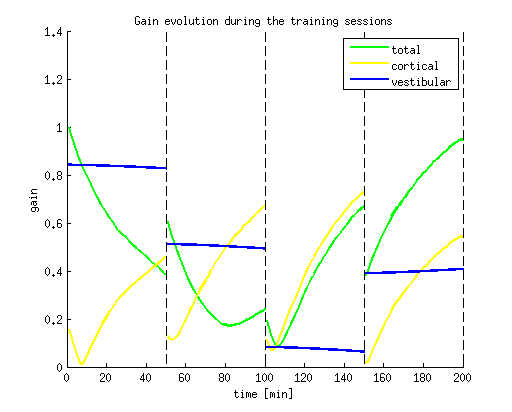 Gain evolution during the training sessions
1.4
1.2
1
0.8
0.6
0.4
0.2
0
gain
total
cortical
vestibular
0 20 40 60 80 100 120 140 160 180 200
time [min]